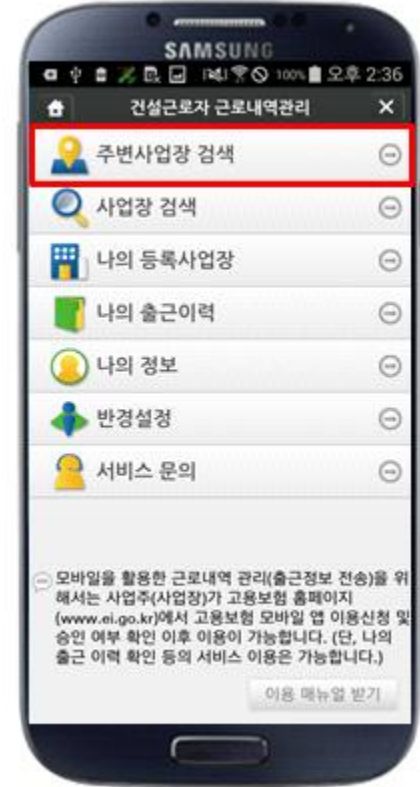 SAMSUNG
100% 오후 2:36
건설근로자 근로내역관리
주변사업장 검색
사업장 검색
나의 등록사업장
나의 출근이력
나의 정보
반경설정
서비스 문의
모바일을 활용한 근로내역 관리(출근정보 전송)을 위
해서는 사업주(사업장)가 고용보험 홈페이지
(www.ei.go.kr)에서 고용보험 모바일 앱 이용신청 및
승인 여부 확인 이후 이용이 가능합니다. (단, 나의
출근 이력 확인 등의 서비스 이용은 가능합니다.)
이용 매뉴얼 받기